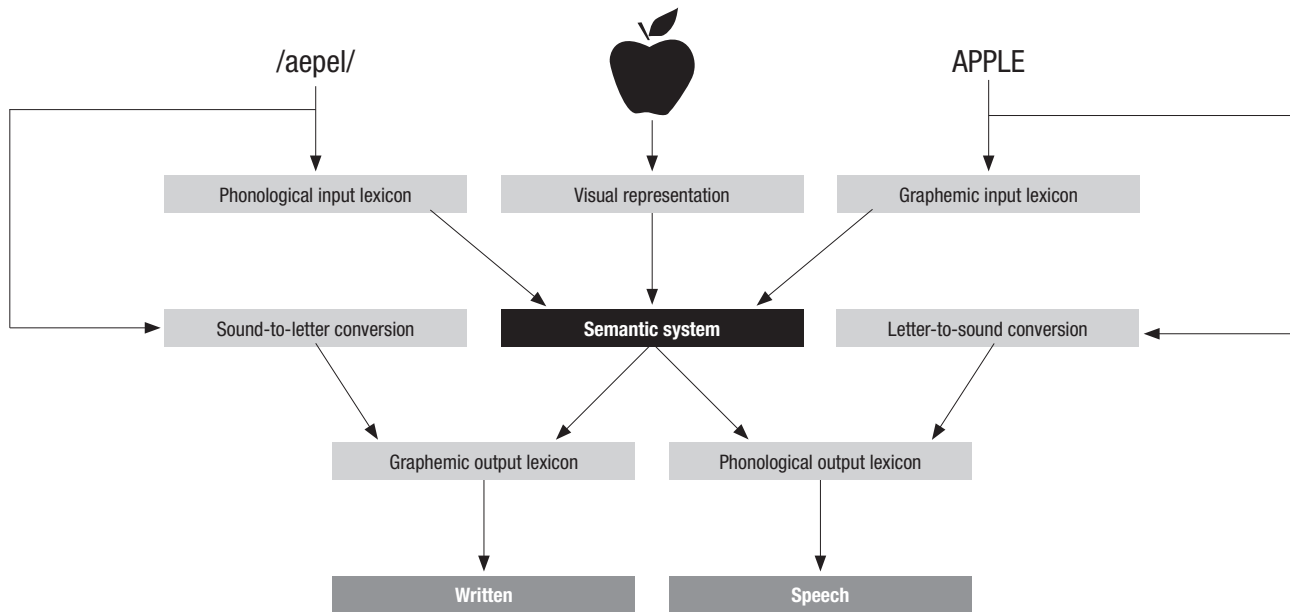 /aepel/
APPLE
Phonological input lexicon
Visual representation
Graphemic input lexicon
Sound-to-letter conversion
Semantic system
Letter-to-sound conversion
Graphemic output lexicon
Phonological output lexicon
Written
Speech